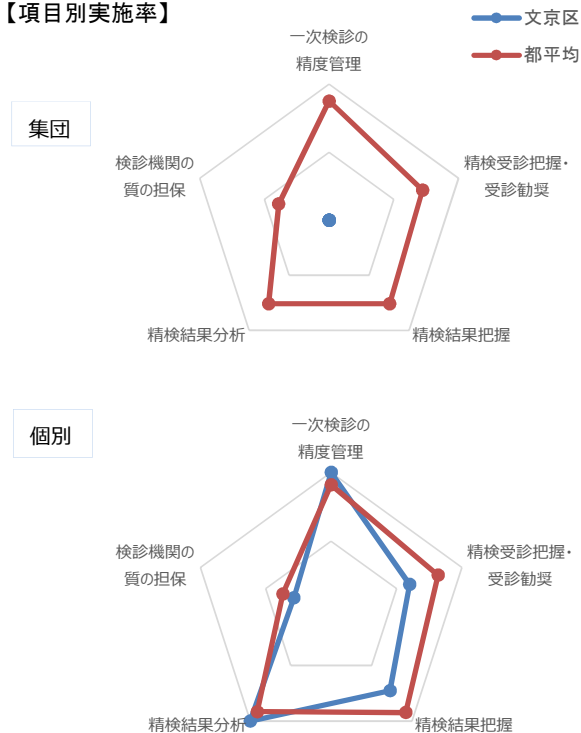 【項目別実施率】
文京区
都平均
集団
一次検診の
精度管理
精検受診把握・
受診勧奨
精検結果把握
精検結果分析
検診機関の
質の担保
個別
一次検診の
精度管理
精検受診把握・
受診勧奨
精検結果把握
精検結果分析
検診機関の
質の担保